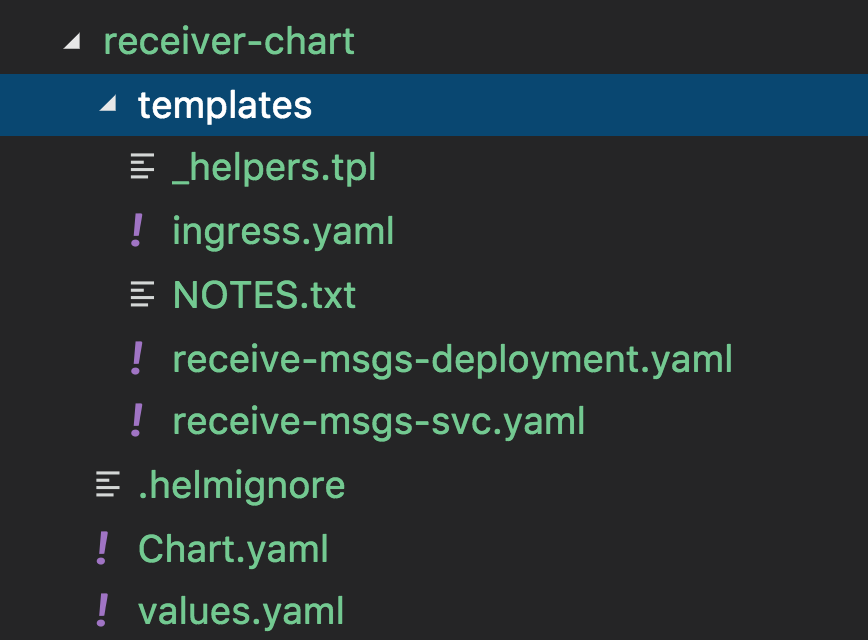 receiver-chart
templates
_helpers.tpl
ingress.yaml
NOTES.txt
receive-msgs-deployment.yaml
receive-msgs-svc.yaml
.helmignore
Chart.yaml
values.yaml